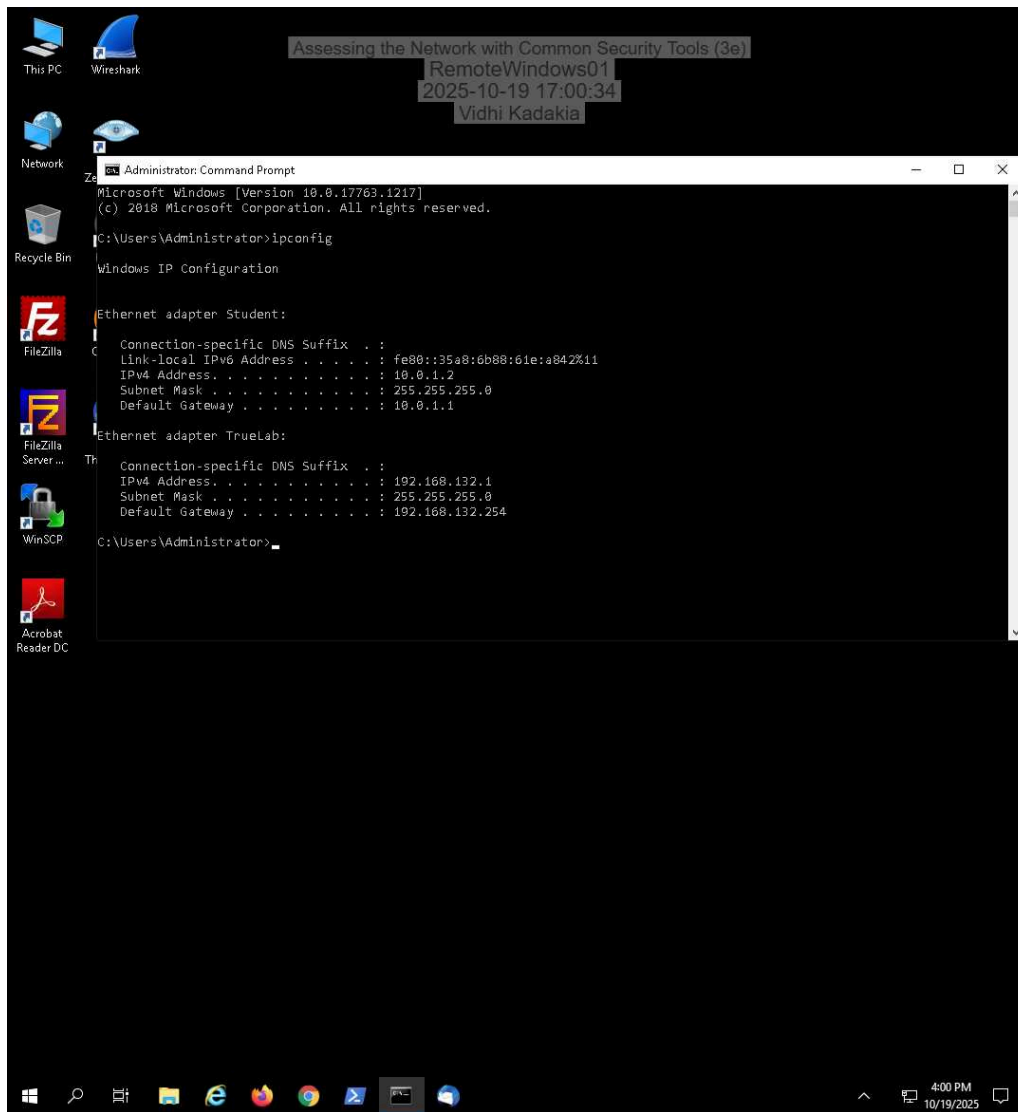 Assessing the Network with Common Security Tools (3e)
RemoteWindows01
2025-10-19 17:00:34
Vidhi Kadakia
This PC
Wireshark
Network
Ze
Recycle Bin
FileZilla
C
FileZilla
Server ...
Th
WinSCP
Acrobat
Reader DC
Administrator: Command Prompt
Microsoft Windows [Version 10.0.17763.1217]
(c) 2018 Microsoft Corporation. All rights reserved.
C:\Users\Administrator>ipconfig
Windows IP Configuration
Ethernet adapter Student:
Connection-specific DNS Suffix  . :
Link-local IPv6 Address . . . . . : fe80::35a8:6b88:61e:a842%11
IPv4 Address. . . . . . . . . . . : 10.0.1.2
Subnet Mask . . . . . . . . . . . : 255.255.255.0
Default Gateway . . . . . . . . . : 10.0.1.1
Ethernet adapter TrueLab:
Connection-specific DNS Suffix  . :
IPv4 Address. . . . . . . . . . . : 192.168.132.1
Subnet Mask . . . . . . . . . . . : 255.255.255.0
Default Gateway . . . . . . . . . : 192.168.132.254
C:\Users\Administrator>
4:00 PM
10/19/2025